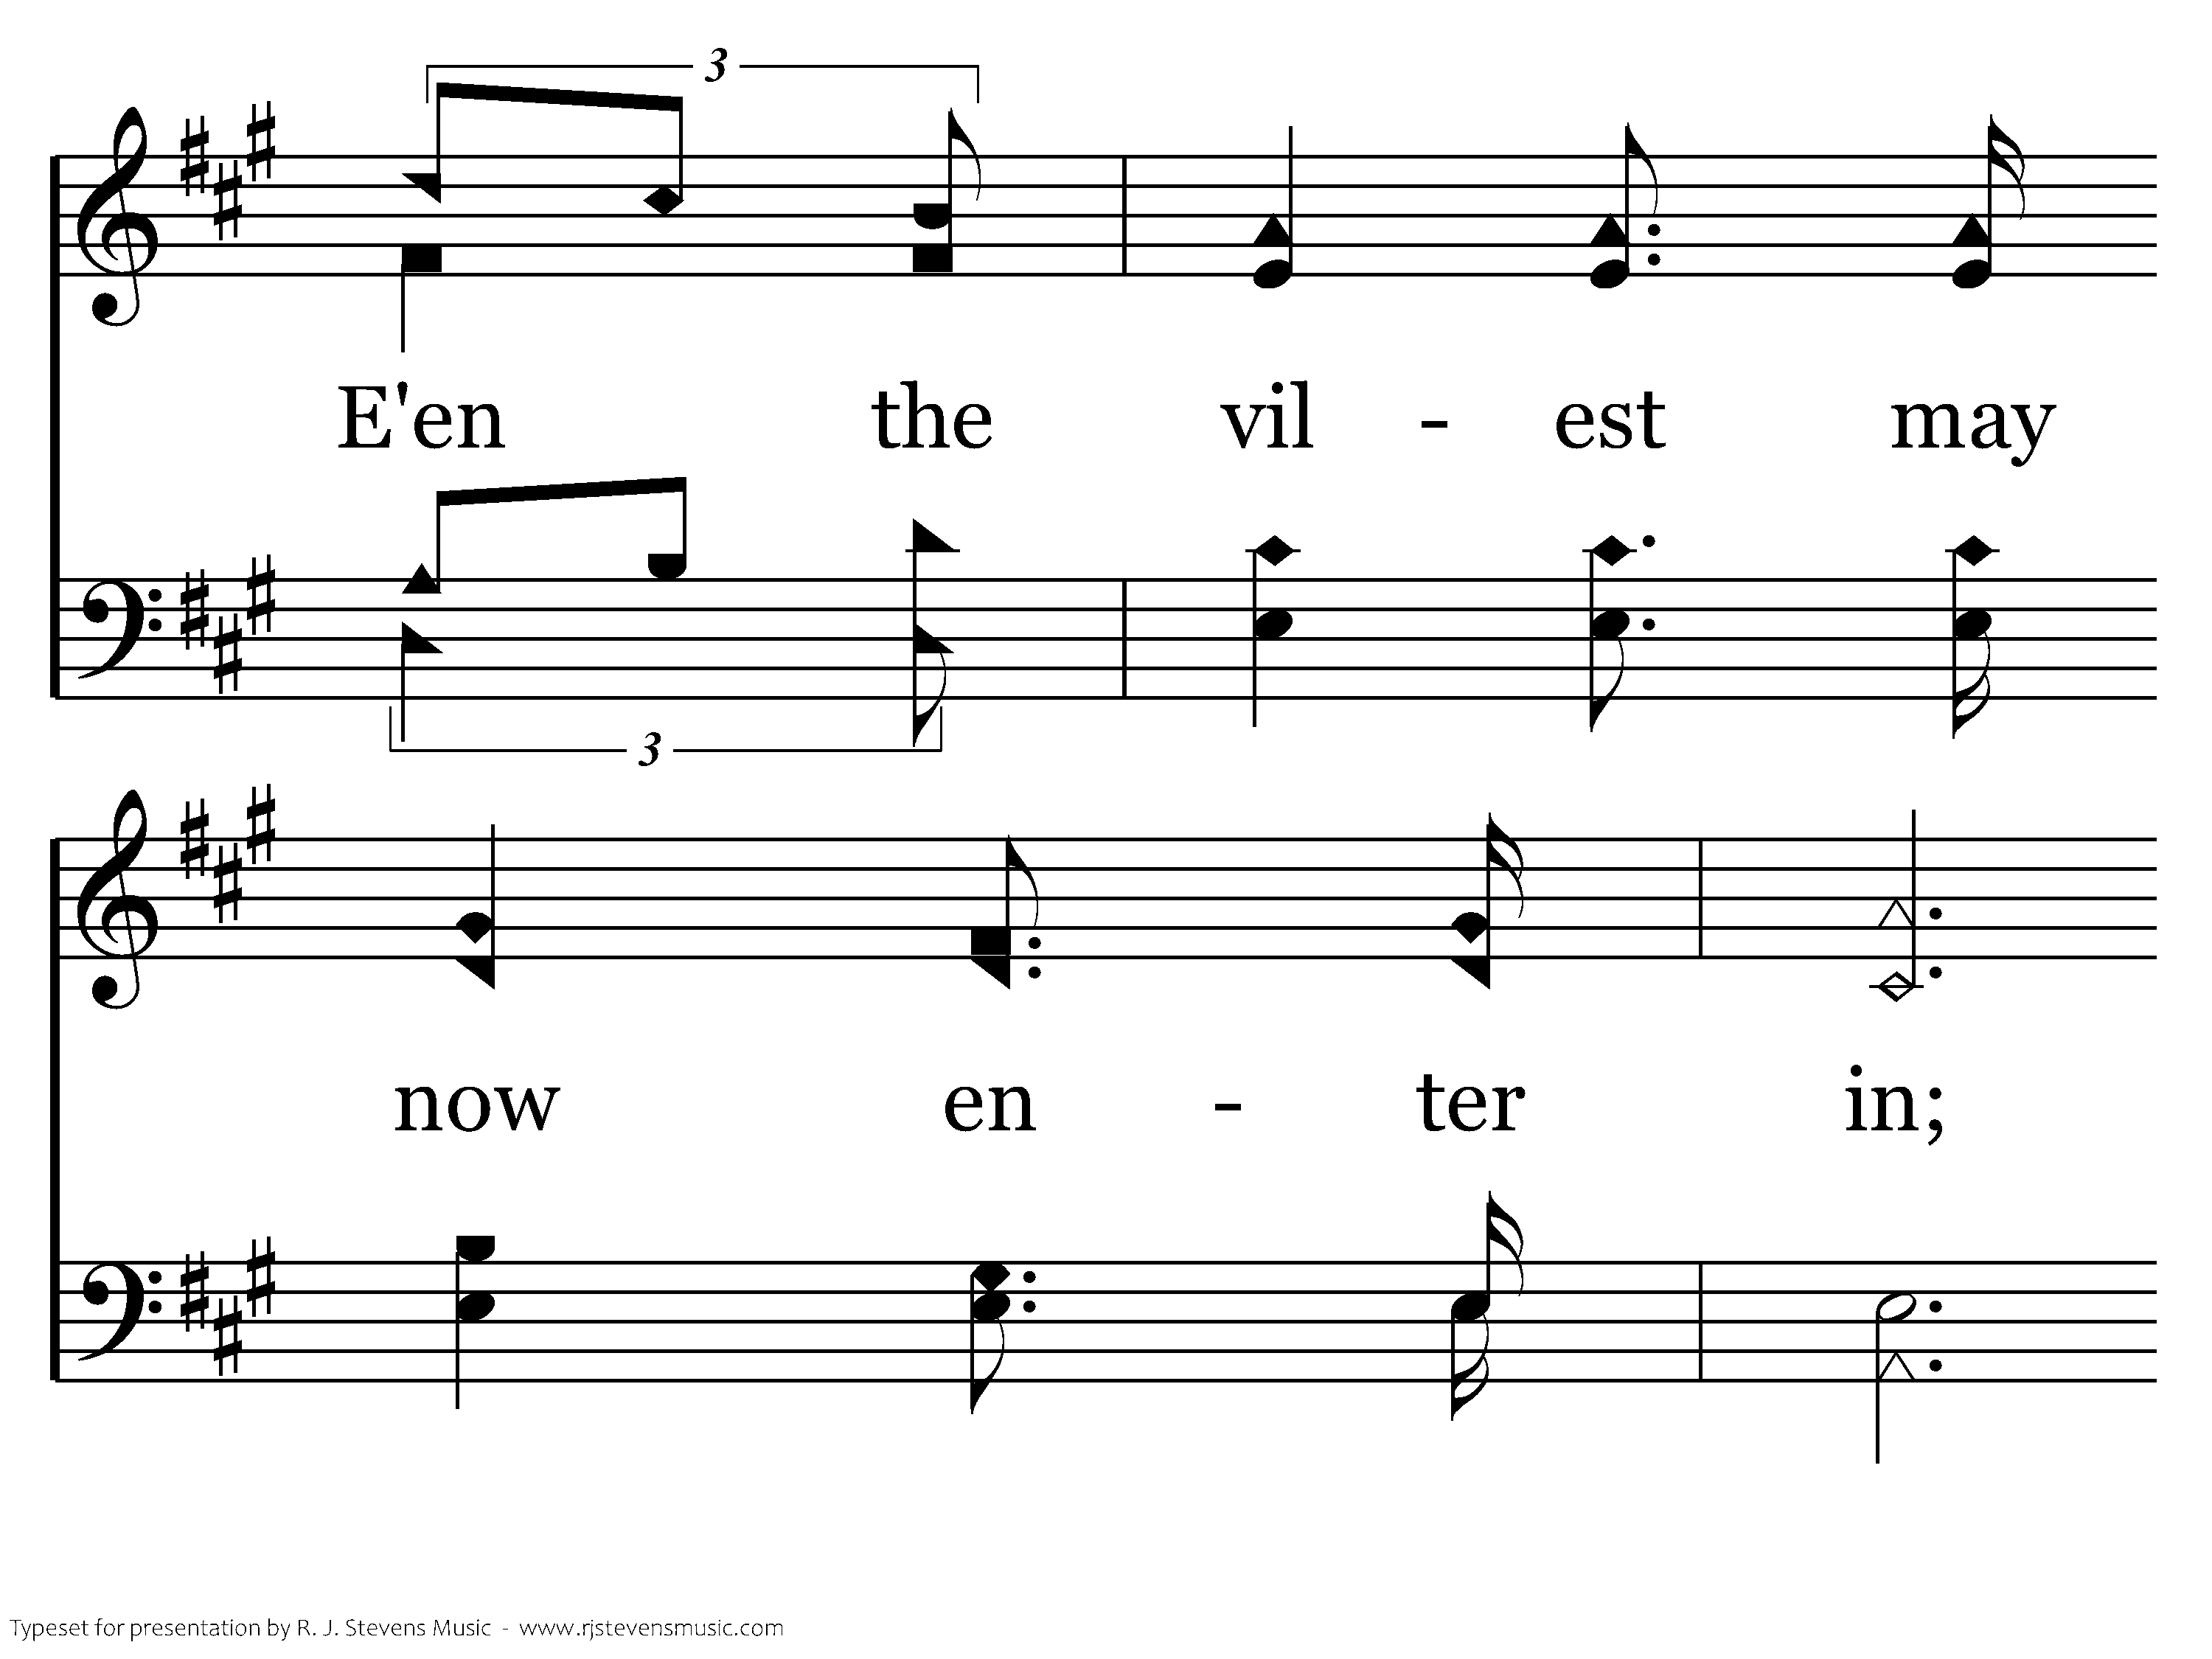 3
E'en the vil - est may
3
now en - ter in;
Typeset for presentation by R. J. Stevens Music - www.rjstevensmusic.com